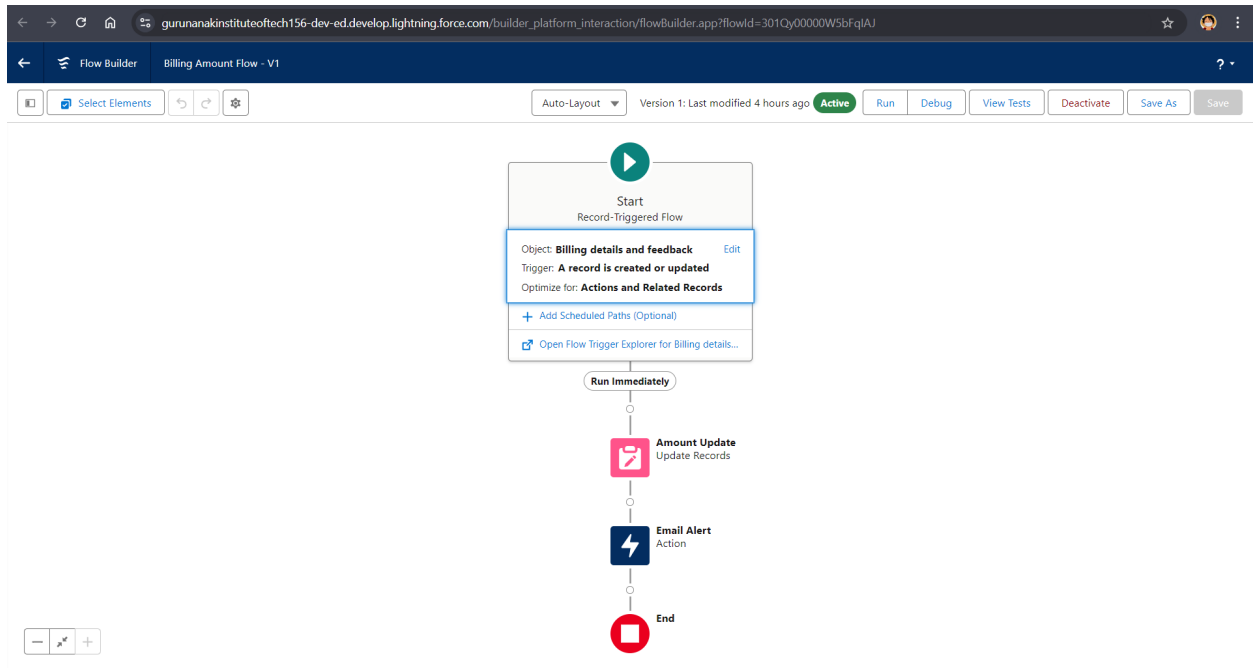 gurunanakinstituteoftech156-dev-ed.develop.lightning.force.com/builder_platform_interaction/flowBuilder.app?flowId=301Qy00000W5bFqIAJ
Flow Builder Billing Amount Flow - V1 ?
Select Elements Auto-Layout Version 1: Last modified 4 hours ago Active Run Debug View Tests Deactivate Save As Save
Start
Record-Triggered Flow
Object: Billing details and feedback Edit
Trigger: A record is created or updated
Optimize for: Actions and Related Records
+ Add Scheduled Paths (Optional)
Open Flow Trigger Explorer for Billing details...
Run Immediately
Amount Update
Update Records
Email Alert
Action
End